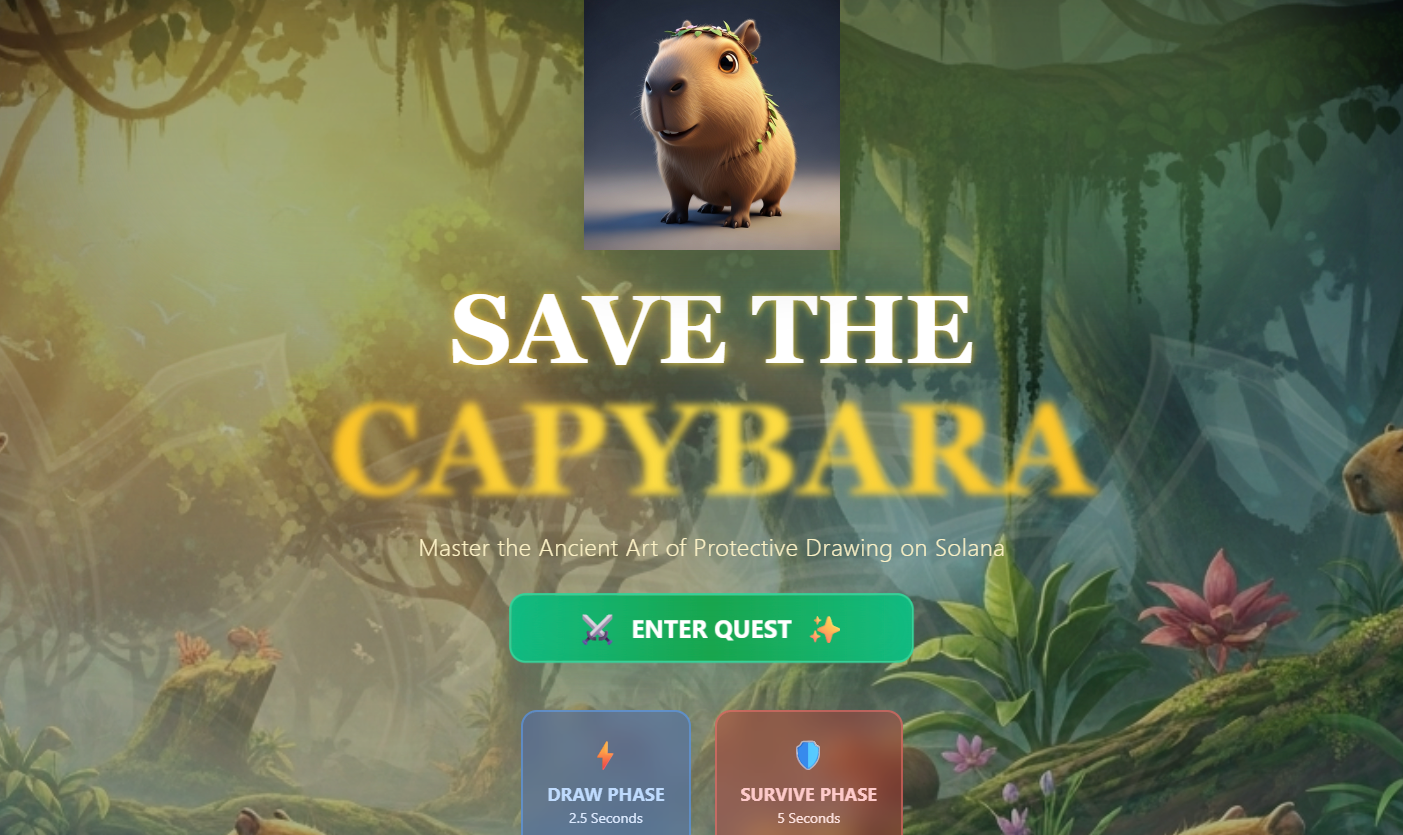 SAVE THE
CAPYBARA
Master the Ancient Art of Protective Drawing on Solana
ENTER QUEST
DRAW PHASE
2.5 Seconds
SURVIVE PHASE
5 Seconds